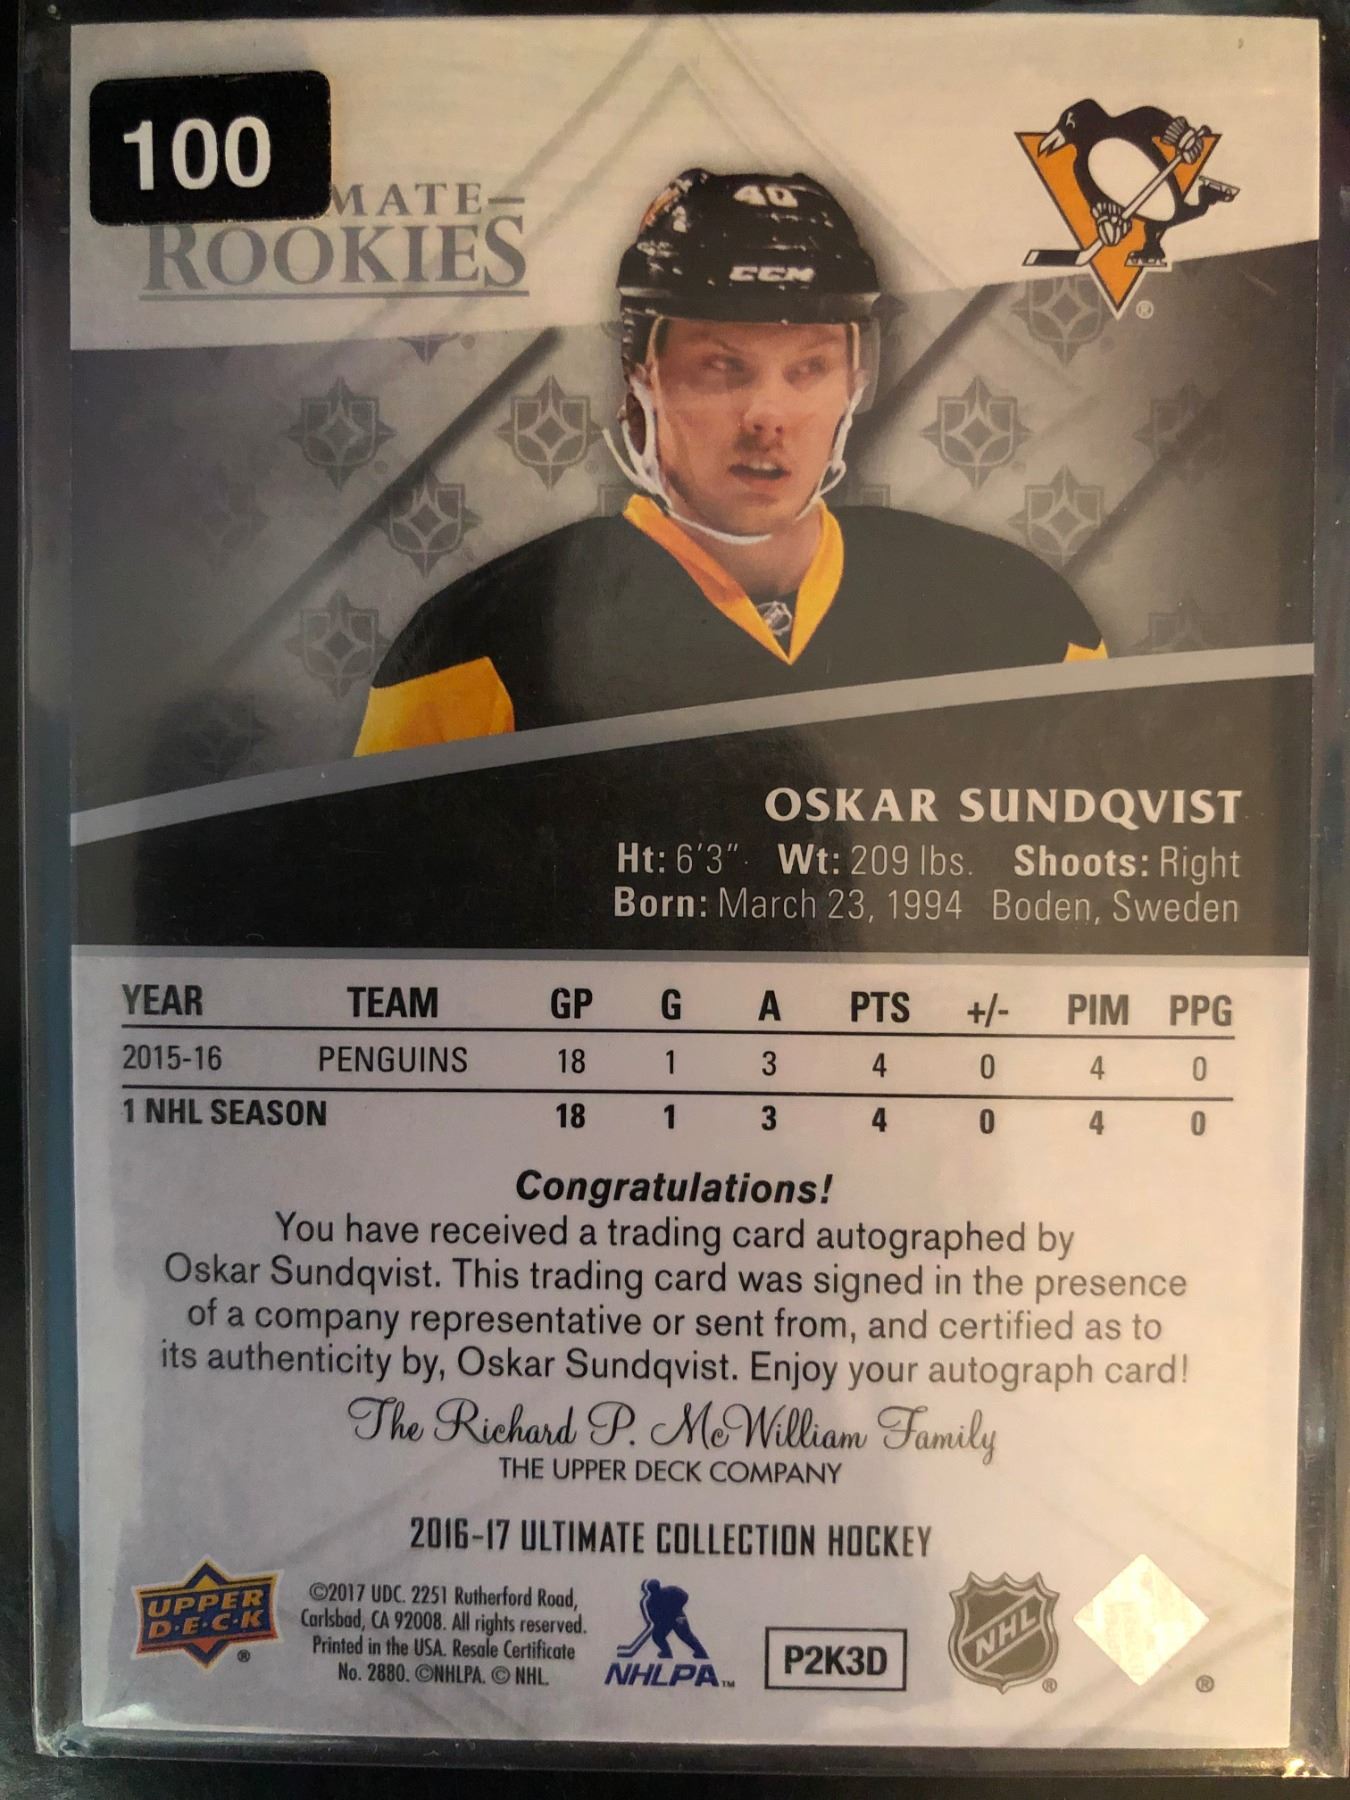 100
MATE
ROOKIES
40
CCM
®
OSKAR SUNDQVIST
Ht: 6'3" Wt: 209 lbs. Shoots: Right
Born: March 23, 1994 Boden, Sweden
YEAR TEAM GP G A PTS +/- PIM PPG
2015-16 PENGUINS 18 1 3 4 0 4 0
1 NHL SEASON 18 1 3 4 0 4 0
Congratulations!
You have received a trading card autographed by
Oskar Sundqvist. This trading card was signed in the presence
of a company representative or sent from, and certified as to
its authenticity by, Oskar Sundqvist. Enjoy your autograph card!
The Richard P. McWilliam Family
THE UPPER DECK COMPANY
2016-17 ULTIMATE COLLECTION HOCKEY
UPPER
D·E·C·K
®
©2017 UDC. 2251 Rutherford Road,
Carlsbad, CA 92008. All rights reserved.
Printed in the USA. Resale Certificate
No. 2880. ©NHLPA. © NHL.
NHLPA™
P2K3D
NHL
®
®